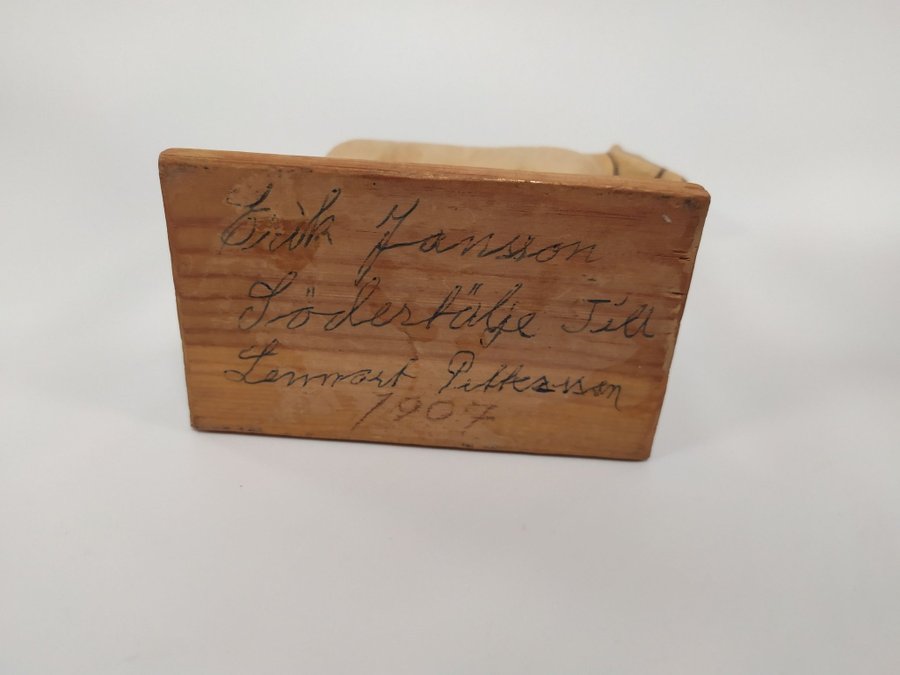 Erik Jansson
Södertälje Till
Lennart Pettersson
1907